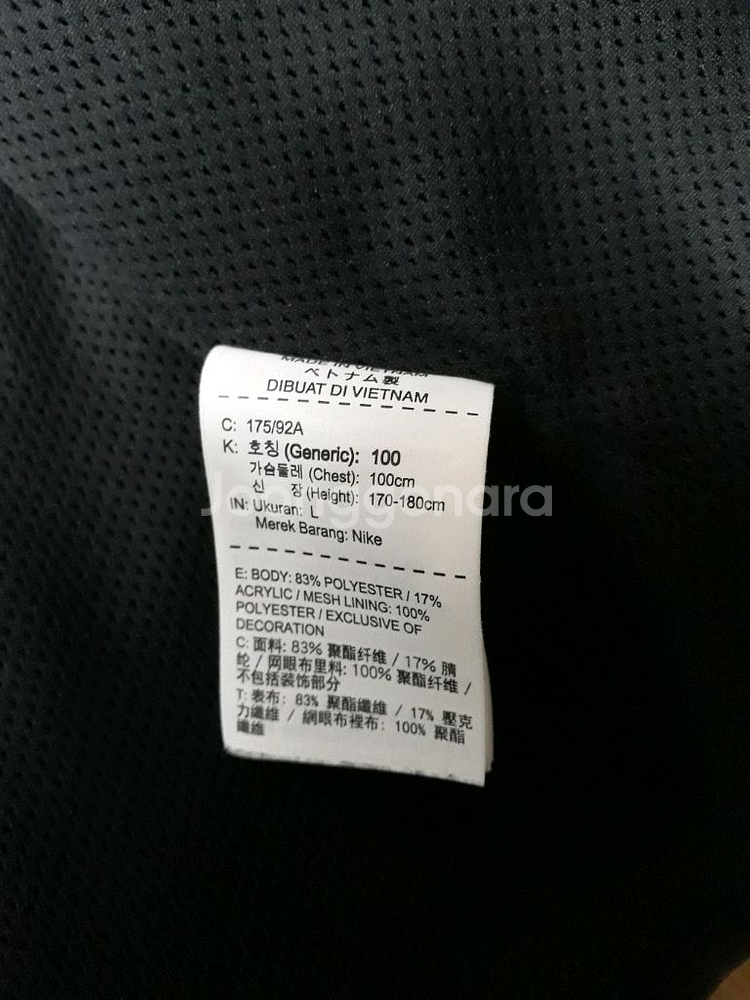 MADE IN VIETNAM
ベトナム製
DIBUAT DI VIETNAM
C: 175/92A
K: 호칭 (Generic): 100
가슴둘레 (Chest): 100cm
신 장 (Height): 170-180cm
IN: Ukuran: L
Merek Barang: Nike
E: BODY: 83% POLYESTER / 17%
ACRYLIC / MESH LINING: 100%
POLYESTER / EXCLUSIVE OF
DECORATION
C: 面料: 83% 聚酯纤维 / 17% 腈
纶 / 网眼布里料: 100% 聚酯纤维 /
不包括装饰部分
T: 表布: 83% 聚酯纖維 / 17% 壓克
力纖維 / 網眼布裡布: 100% 聚酯
纖維
Joonggonara